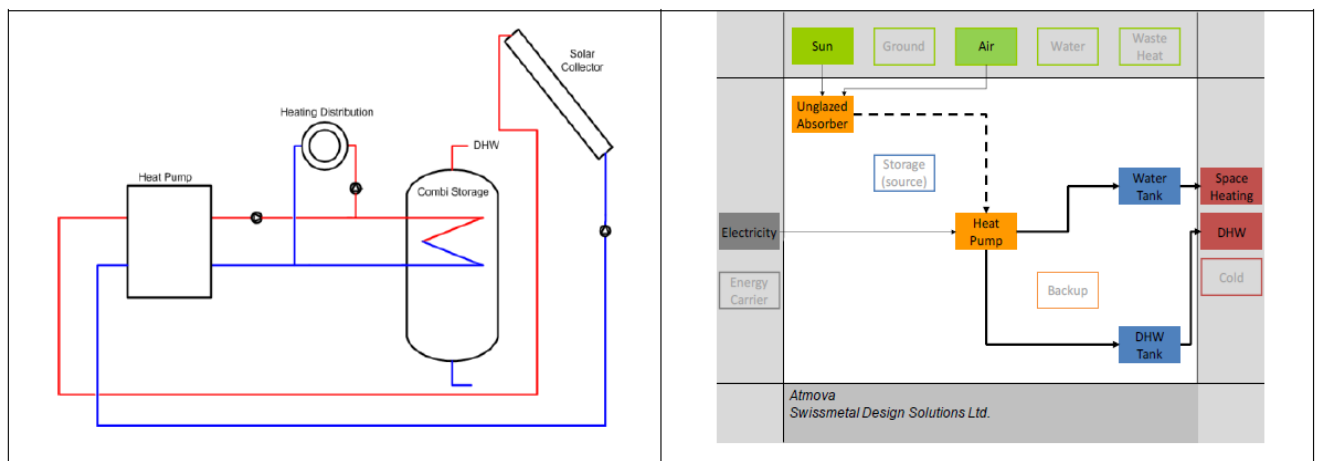 Solar
Collector
Heating Distribution
DHW
Heat Pump
Combi Storage
Sun
Ground
Air
Water
Waste
Heat
Unglazed
Absorber
Storage
(source)
Water
Tank
Space
Heating
Electricity
Heat
Pump
DHW
Energy
Carrier
Backup
Cold
DHW
Tank
Atmova
Swissmetal Design Solutions Ltd.